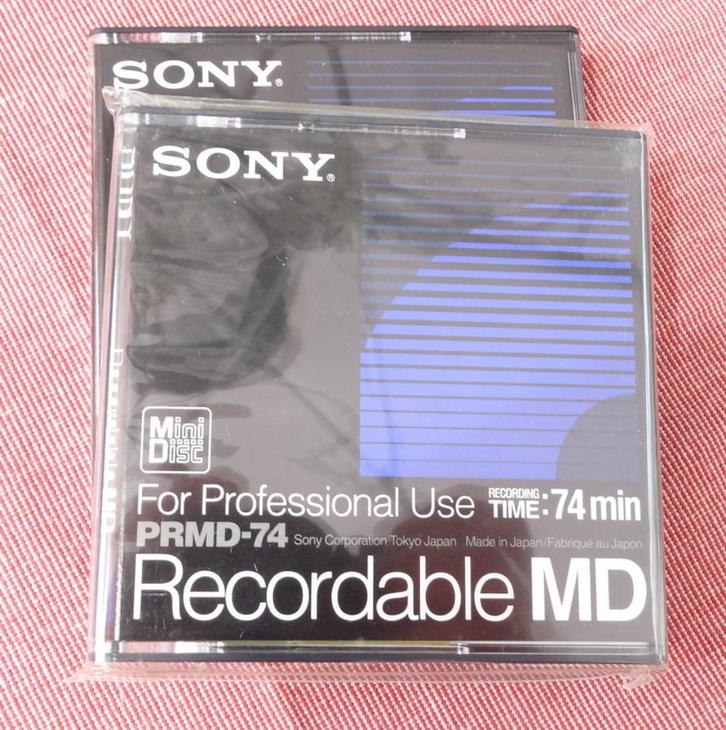 SONY®
SONY®
Mini Disc
For Professional Use RECORDING TIME: 74 min
PRMD-74 Sony Corporation Tokyo Japan Made in Japan/Fabriqué au Japon
Recordable MD